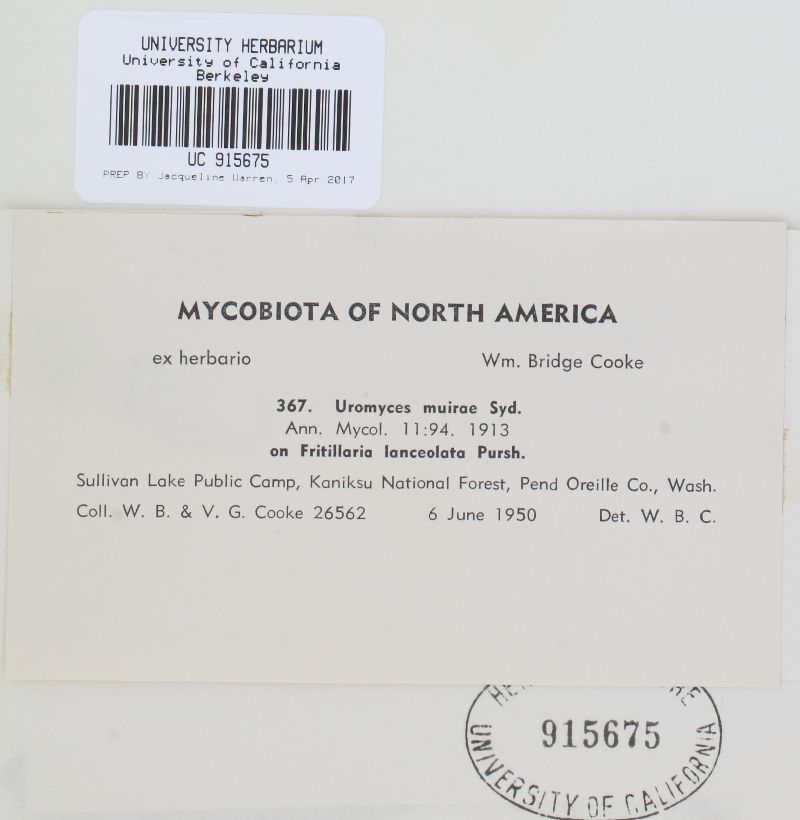 UNIVERSITY HERBARIUM
University of California
Berkeley
UC 915675
PREP BY Jacqueline Warren, 5 Apr 2017
MYCOBIOTA OF NORTH AMERICA
ex herbario Wm. Bridge Cooke
367. Uromyces muirae Syd.
Ann. Mycol. 11:94. 1913
on Fritillaria lanceolata Pursh.
Sullivan Lake Public Camp, Kaniksu National Forest, Pend Oreille Co., Wash.
Coll. W. B. & V. G. Cooke 26562 6 June 1950 Det. W. B. C.
915675
UNIVERSITY OF CALIFORNIA